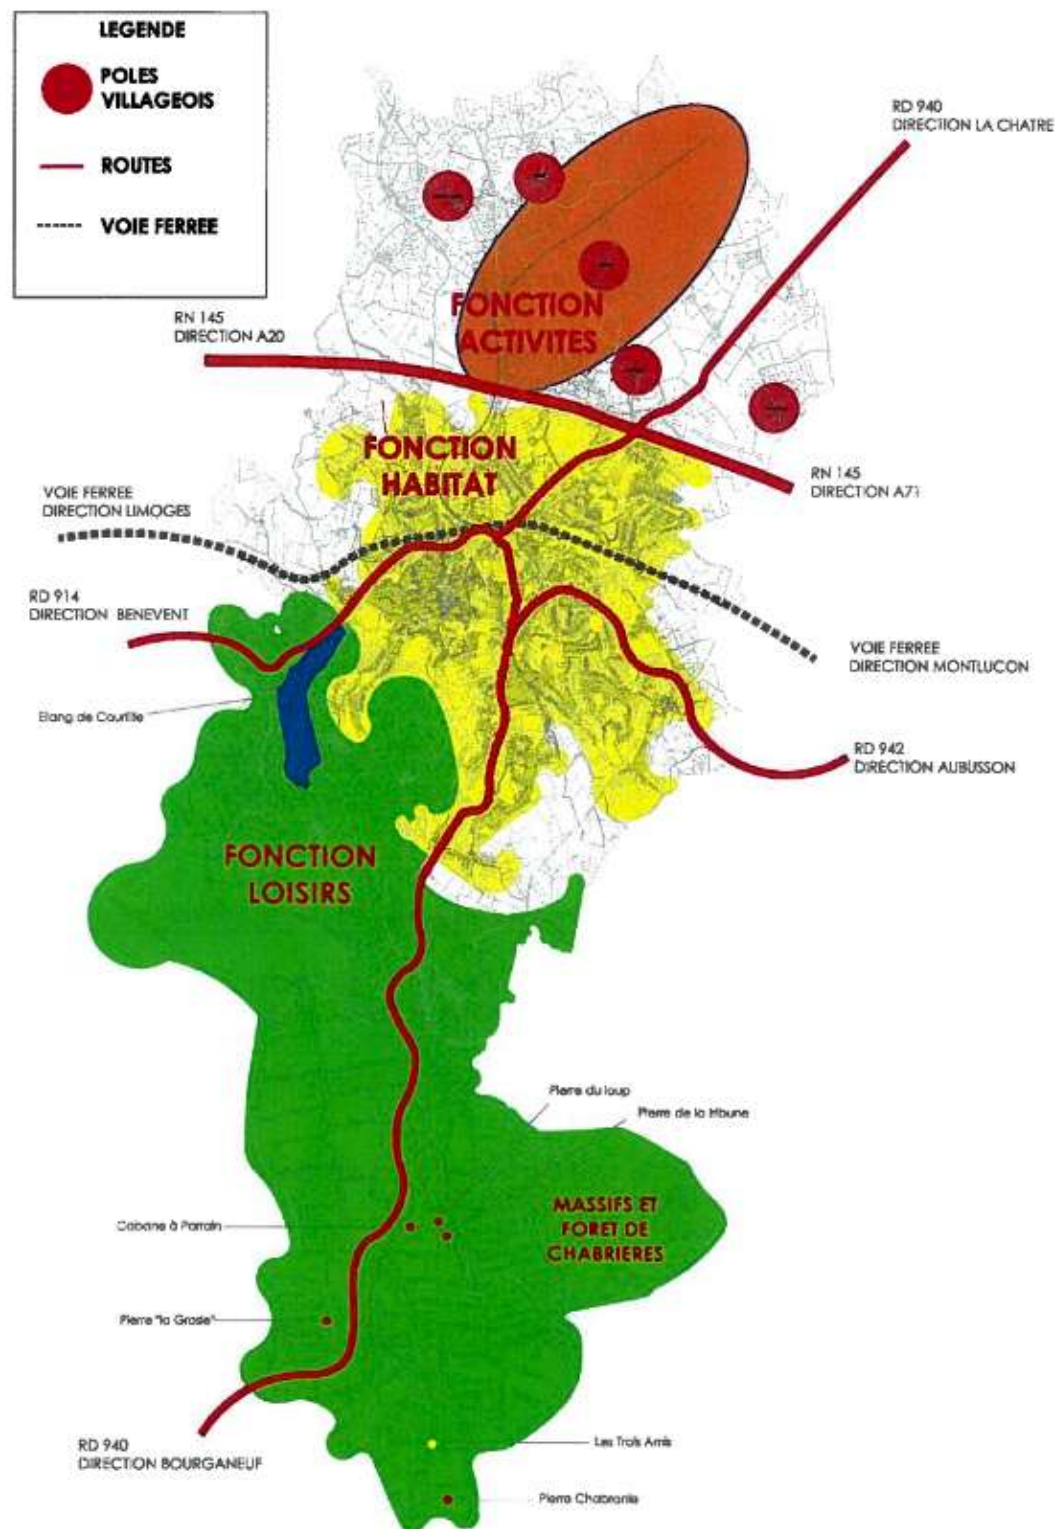 LEGENDE
POLES
VILLAGEOIS
ROUTES
VOIE FERREE
RD 940
DIRECTION LA CHATRE
FONCTION
ACTIVITES
RN 145
DIRECTION A20
FONCTION
HABITAT
RN 145
DIRECTION A71
VOIE FERREE
DIRECTION LIMOGES
RD 914
DIRECTION BENEVENT
VOIE FERREE
DIRECTION MONTLUCON
Etang de Courtille
RD 942
DIRECTION AUBUSSON
FONCTION
LOISIRS
Pierre du loup
Pierre de la tribune
MASSIFS ET
FORET DE
CHABRIERES
Cabane à Parrain
Pierre "la Grosle"
RD 940
DIRECTION BOURGANEUF
Les Trois Amis
Pierre Chabranle